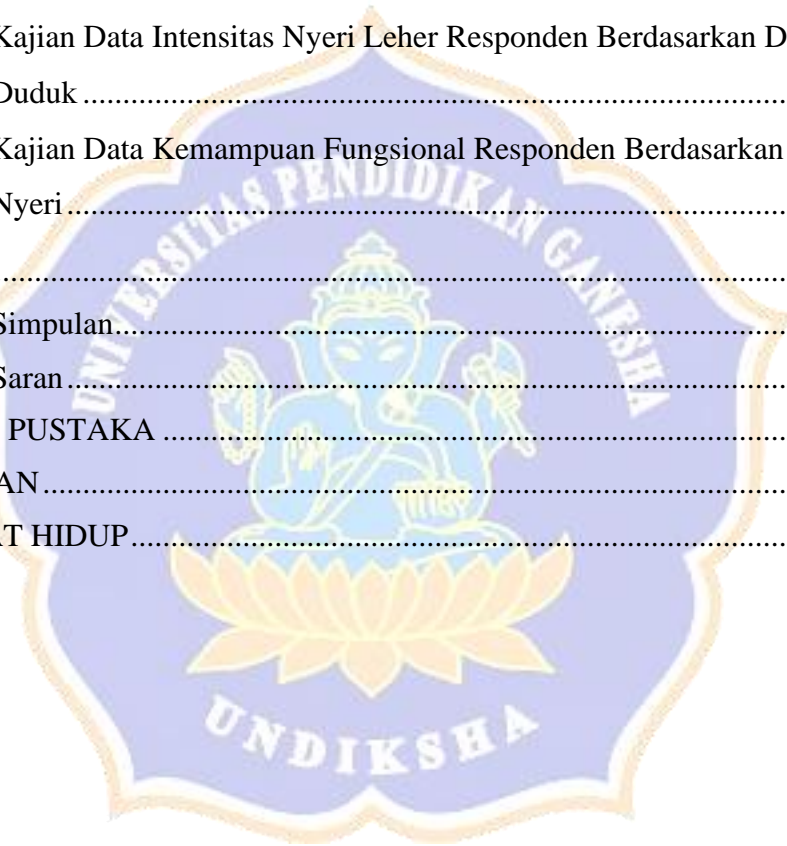 Kajian Data Intensitas Nyeri Leher Responden Berdasarkan D
Duduk ................................................................................
Kajian Data Kemampuan Fungsional Responden Berdasarkan
Nyeri ................................................................................
................................................................................
Simpulan................................................................................
Saran ................................................................................
PUSTAKA ................................................................................
AN ................................................................................
AT HIDUP................................................................................
UNIVERSITAS PENDIDIKAN GANESHA
UNDIKSHA